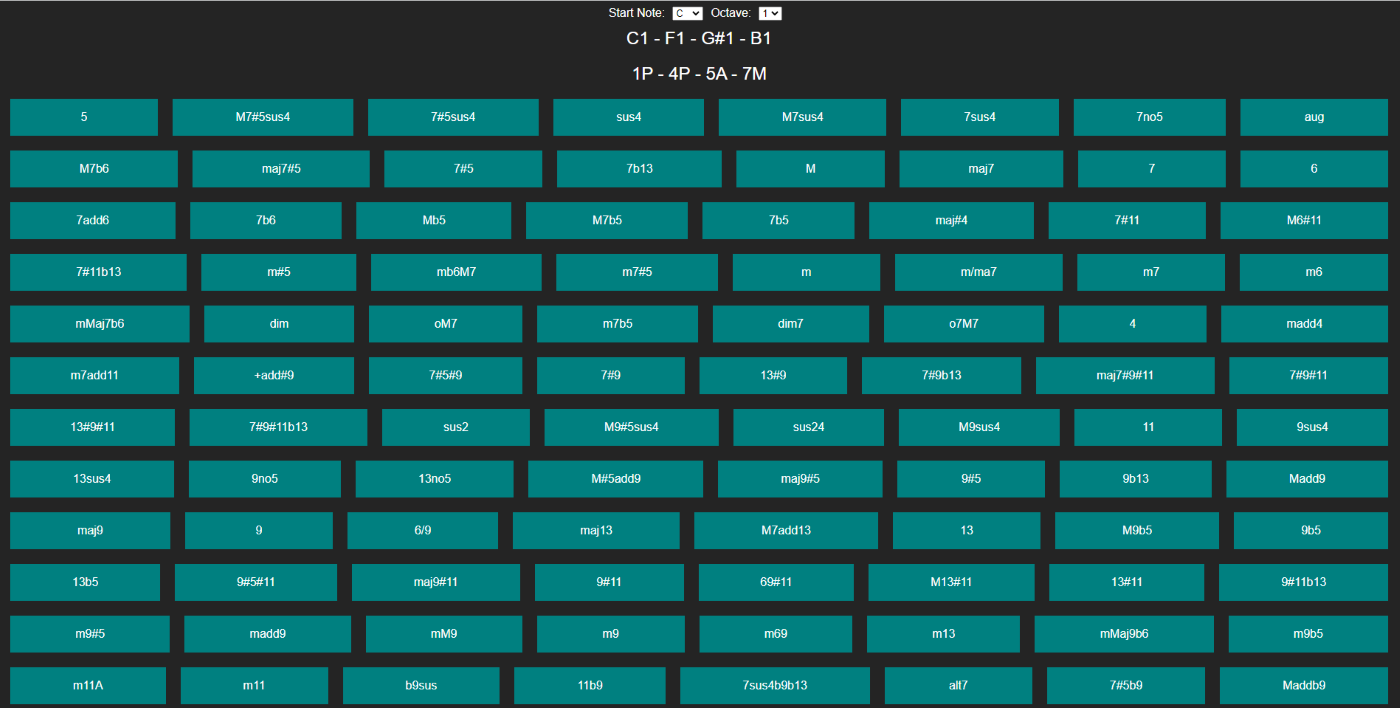 Start Note: C Octave: 1
C1 - F1 - G#1 - B1
1P - 4P - 5A - 7M
5 M7#5sus4 7#5sus4 sus4 M7sus4 7sus4 7no5 aug
M7b6 maj7#5 7#5 7b13 M maj7 7 6
7add6 7b6 Mb5 M7b5 7b5 maj#4 7#11 M6#11
7#11b13 m#5 mb6M7 m7#5 m m/ma7 m7 m6
mMaj7b6 dim oM7 m7b5 dim7 o7M7 4 madd4
m7add11 +add#9 7#5#9 7#9 13#9 7#9b13 maj7#9#11 7#9#11
13#9#11 7#9#11b13 sus2 M9#5sus4 sus24 M9sus4 11 9sus4
13sus4 9no5 13no5 M#5add9 maj9#5 9#5 9b13 Madd9
maj9 9 6/9 maj13 M7add13 13 M9b5 9b5
13b5 9#5#11 maj9#11 9#11 69#11 M13#11 13#11 9#11b13
m9#5 madd9 mM9 m9 m69 m13 mMaj9b6 m9b5
m11A m11 b9sus 11b9 7sus4b9b13 alt7 7#5b9 Maddb9